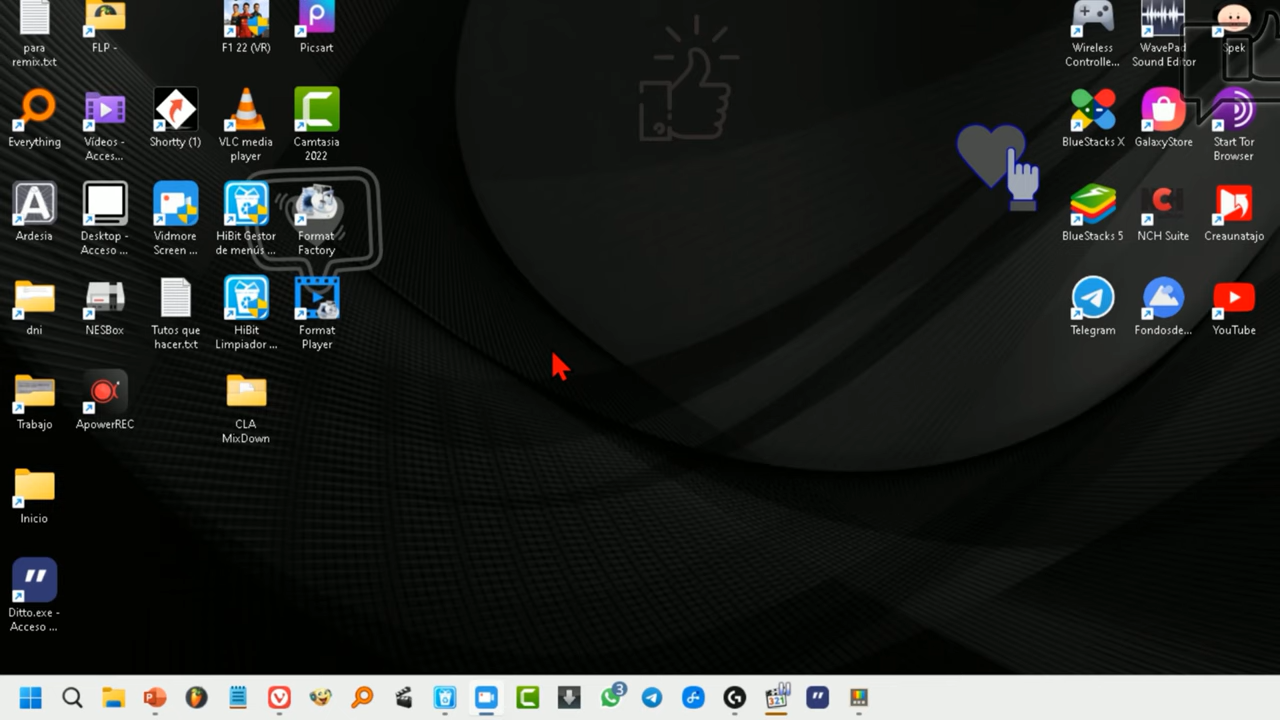 para
remix.txt
FLP -
F1 22 (VR)
Picsart
Wireless
Controlle...
WavePad
Sound Editor
Spek
Everything
Vídeos -
Acces...
Shortty (1)
VLC media
player
Camtasia
2022
BlueStacks X
GalaxyStore
Start Tor
Browser
Ardesia
Desktop -
Acceso ...
Vidmore
Screen ...
HiBit Gestor
de menús ...
Format
Factory
BlueStacks 5
NCH Suite
Creaunatajo
dni
NESBox
Tutos que
hacer.txt
HiBit
Limpiador ...
Format
Player
Telegram
Fondosde...
YouTube
Trabajo
ApowerREC
CLA
MixDown
Inicio
Ditto.exe -
Acceso ...
3
321